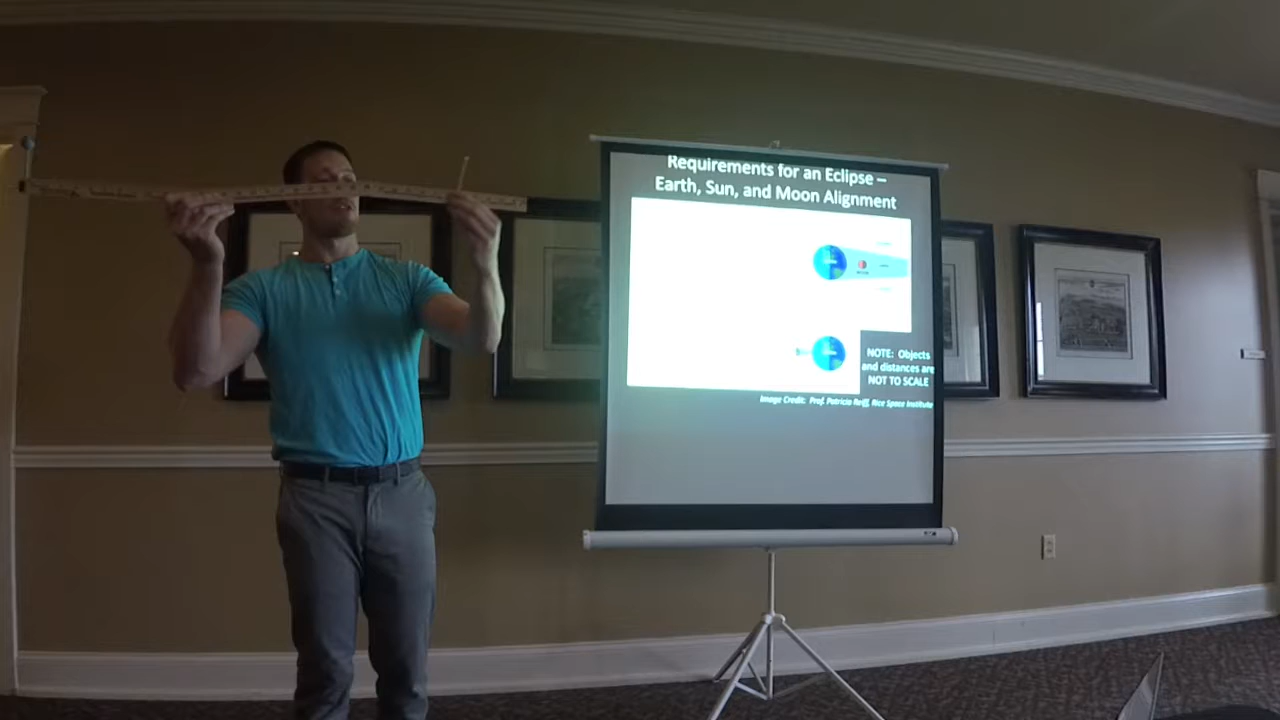 Requirements for an Eclipse –
Earth, Sun, and Moon Alignment
NOTE: Objects
and distances are
NOT TO SCALE
Image Credit: Prof. Patricia Reiff, Rice Space Institute